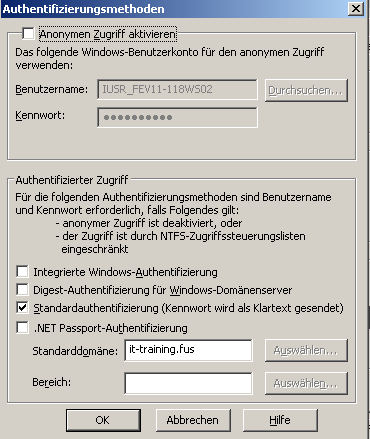 Authentifizierungsmethoden
Anonymen Zugriff aktivieren
Das folgende Windows-Benutzerkonto für den anonymen Zugriff
verwenden:
Benutzername: IUSR_FEV11-118WS02 Durchsuchen...
Kennwort: ●●●●●●●●●●
Authentifizierter Zugriff
Für die folgenden Authentifizierungsmethoden sind Benutzername
und Kennwort erforderlich, falls Folgendes gilt:
- anonymer Zugriff ist deaktiviert, oder
- der Zugriff ist durch NTFS-Zugriffssteuerungslisten
eingeschränkt
Integrierte Windows-Authentifizierung
Digest-Authentifizierung für Windows-Domänenserver
Standardauthentifizierung (Kennwort wird als Klartext gesendet)
.NET Passport-Authentifizierung
Standarddomäne: it-training.fus Auswählen...
Bereich: Auswählen...
OK Abbrechen Hilfe